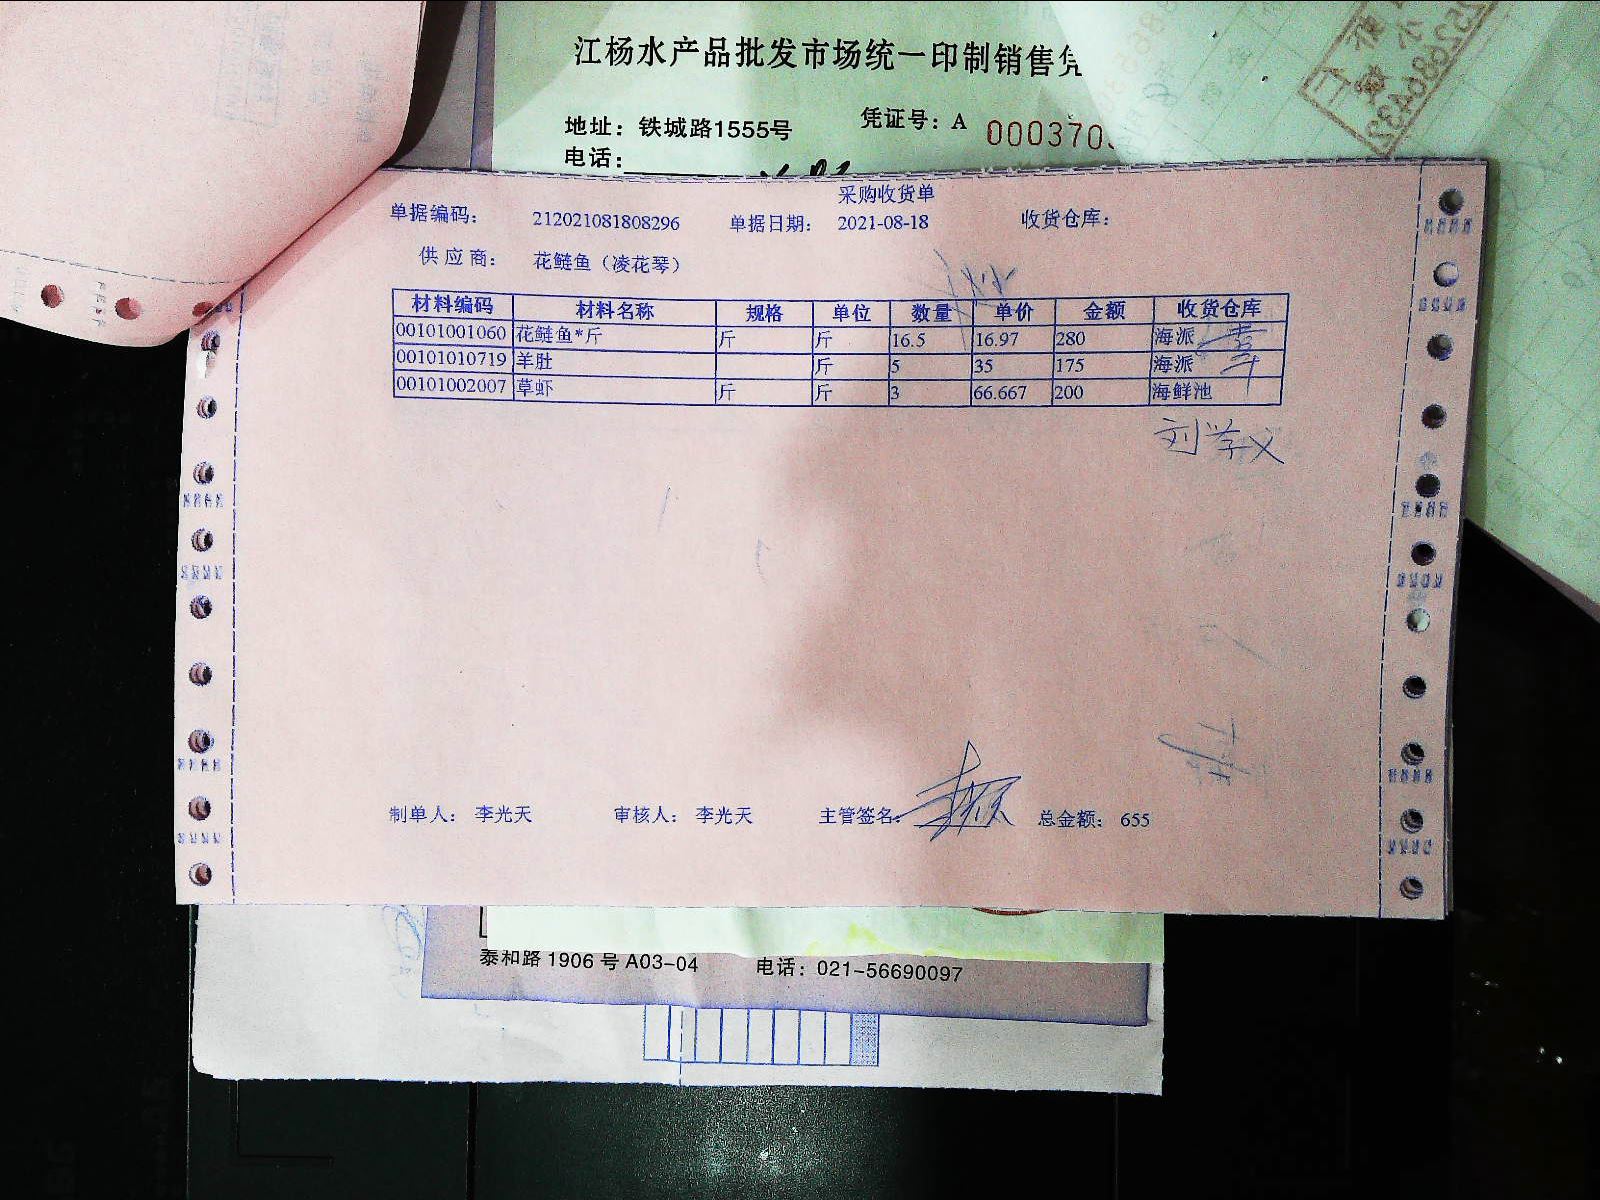 江杨水产品批发市场统一印制销售凭
地址：铁城路1555号 凭证号：A 000370
电话：
采购收货单
单据编码： 212021081808296 单据日期： 2021-08-18 收货仓库：
供应商： 花鲢鱼（凌花琴）
材料编码 材料名称 规格 单位 数量 单价 金额 收货仓库
00101001060 花鲢鱼*斤 斤 斤 16.5 16.97 280 海派
00101010719 羊肚 斤 5 35 175 海派
00101002007 草虾 斤 斤 3 66.667 200 海鲜池
刘学义
制单人： 李光天 审核人： 李光天 主管签名： 总金额： 655
泰和路 1906 号 A03-04 电话：021-56690097